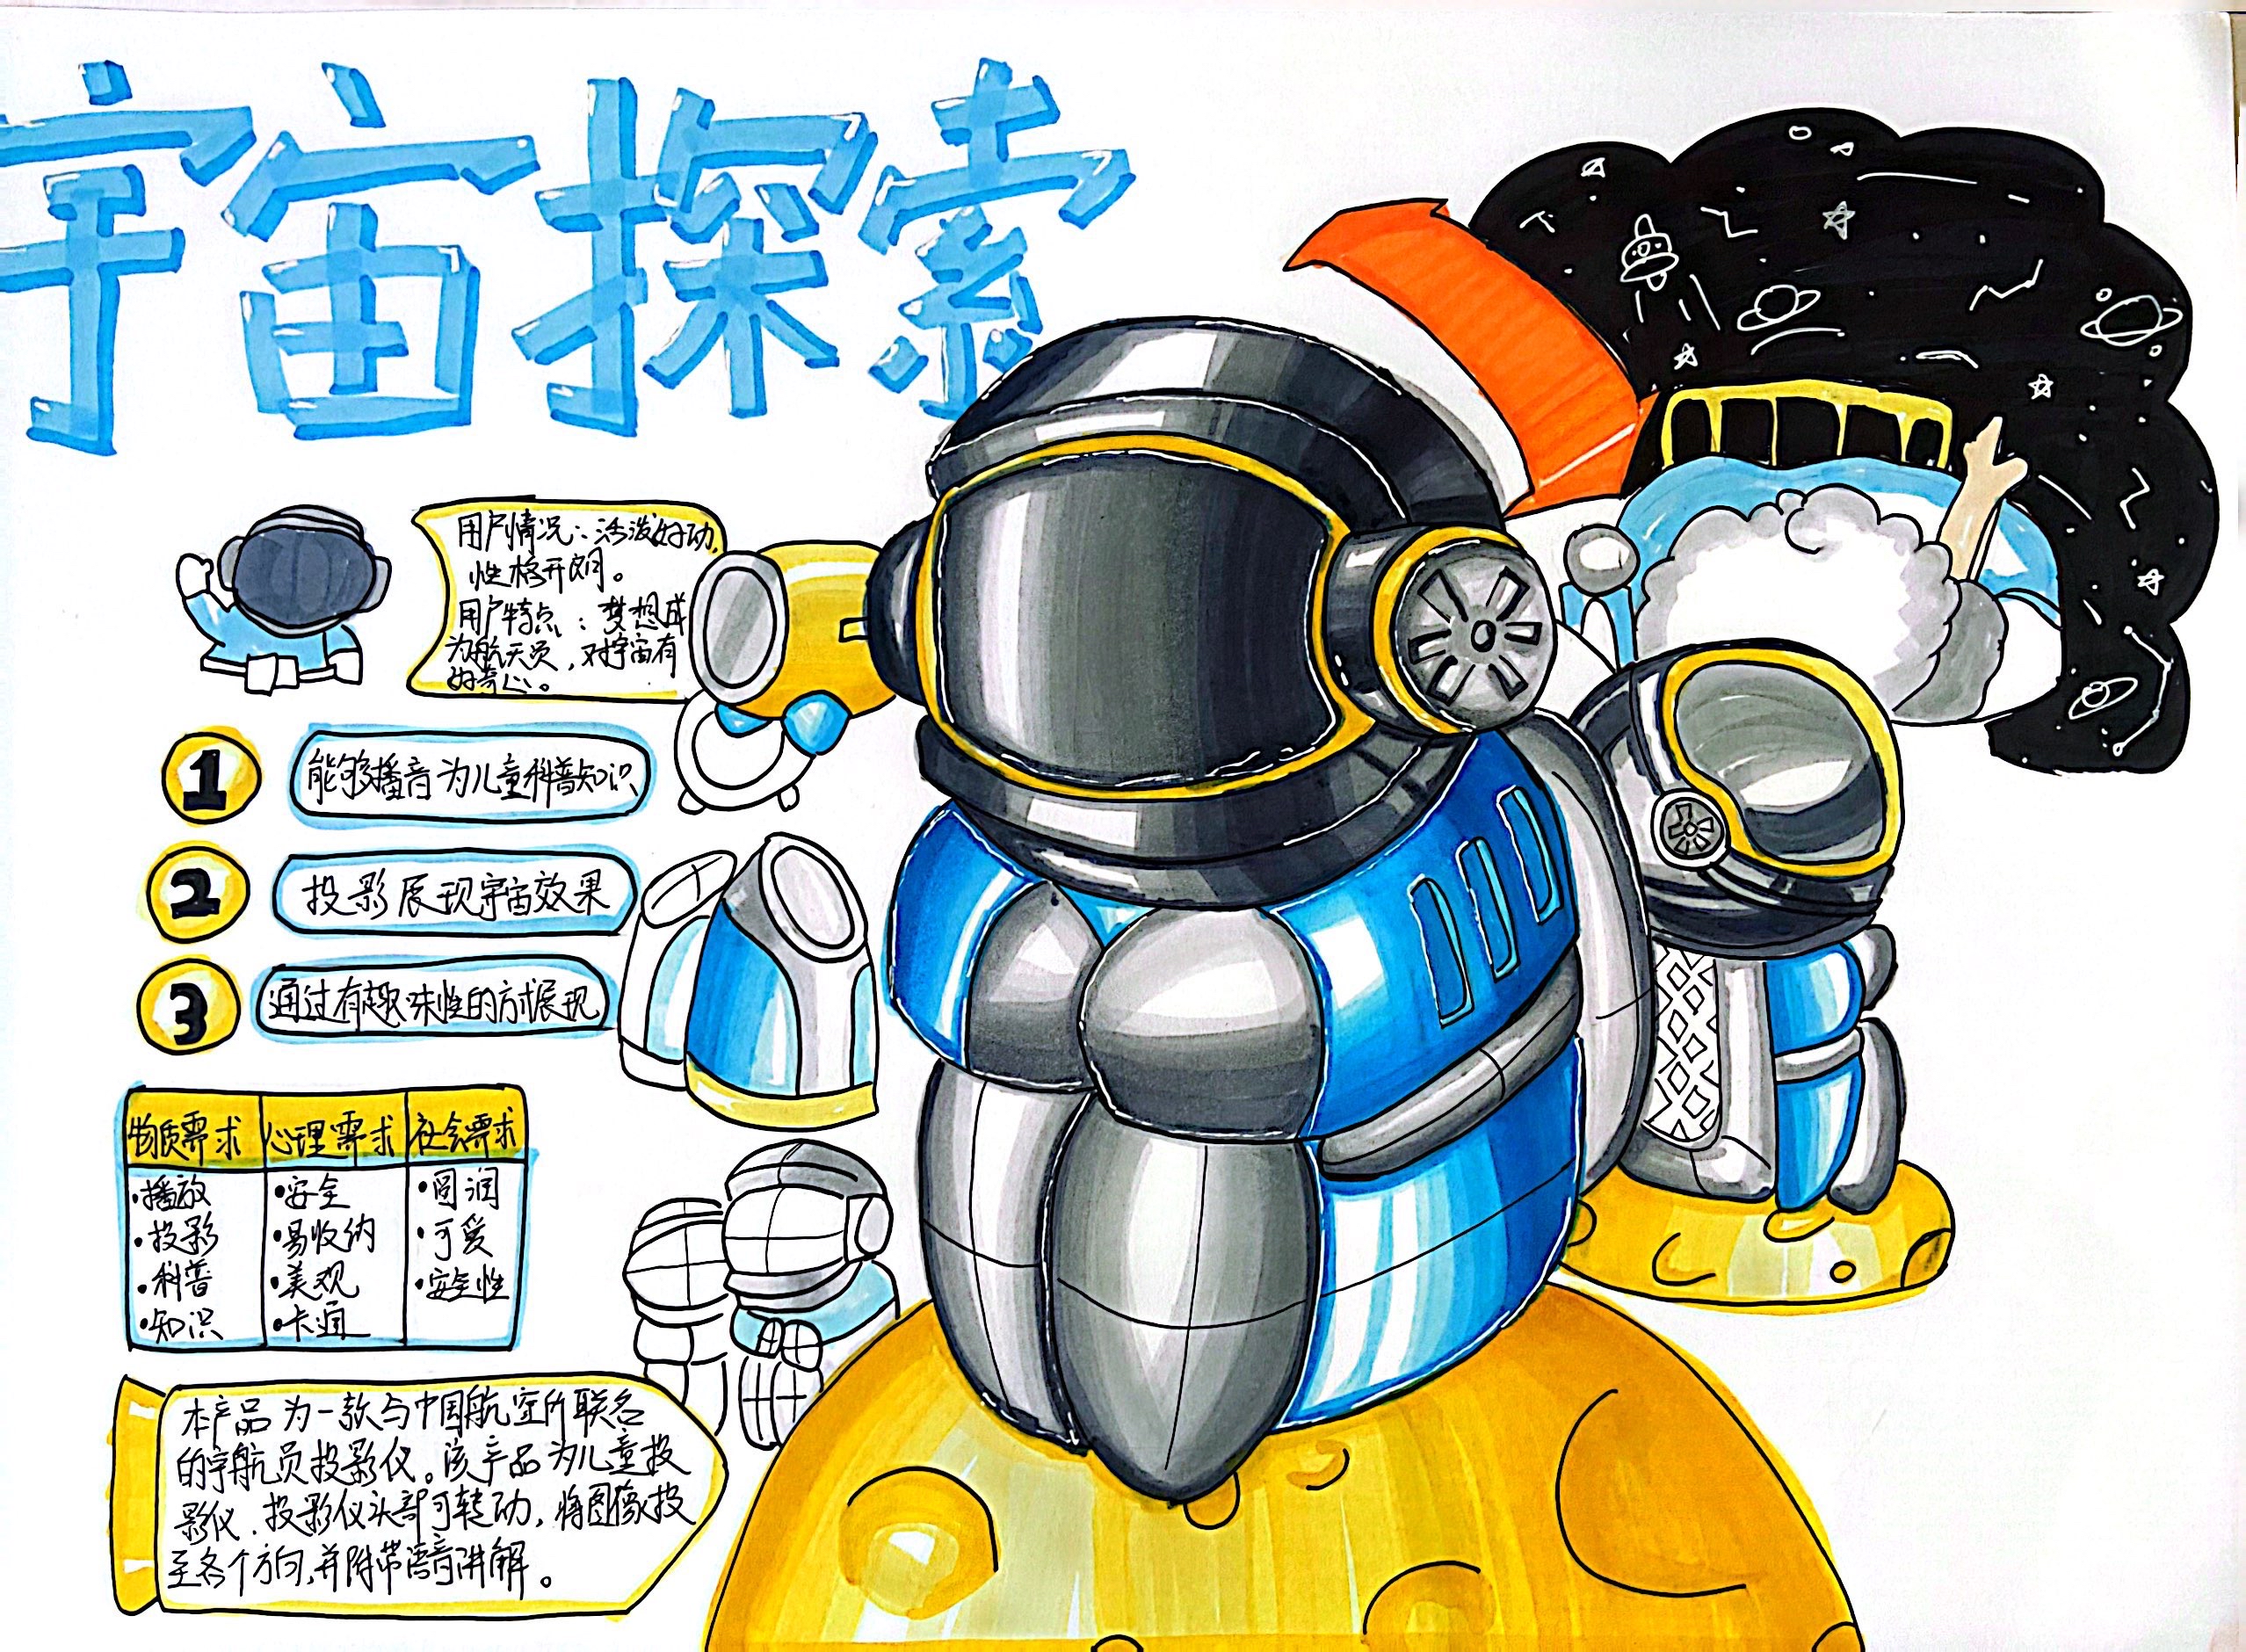 宇宙探索
用户情况：活泼好动，
性格开朗。
用户特点：梦想成
为航天员，对宇宙有
好奇心。
1
能够播音为儿童科普知识
2
投影展现宇宙效果
3
通过有趣味性的方式展现
物质需求 心理需求 社会需求
·播放 ·安全 ·圆润
·投影 ·易收纳 ·可爱
·科普 ·美观 ·安全性
·知识 ·卡通
本产品为一款与中国航空所联名
的宇航员投影仪。该产品为儿童投
影仪，投影仪头部可转动，将图像投
至各个方向，并附带语音讲解。